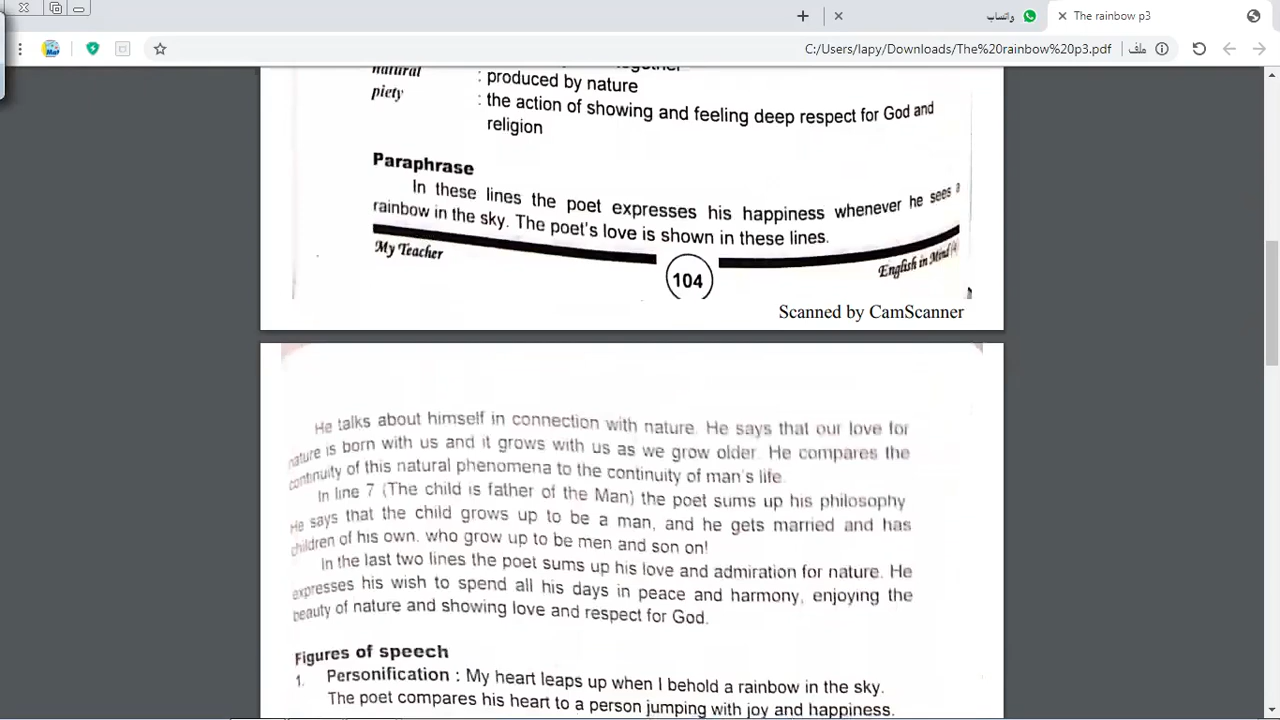 واتساب
The rainbow p3
C:/Users/lapy/Downloads/The%20rainbow%20p3.pdf
ملف
natural : produced by nature
piety : the action of showing and feeling deep respect for God and
religion
Paraphrase
In these lines the poet expresses his happiness whenever he sees a
rainbow in the sky. The poet's love is shown in these lines.
My Teacher
104
English in Mind
Scanned by CamScanner
He talks about himself in connection with nature. He says that our love for
nature is born with us and it grows with us as we grow older. He compares the
continuity of this natural phenomena to the continuity of man's life.
In line 7 (The child is father of the Man) the poet sums up his philosophy
He says that the child grows up to be a man, and he gets married and has
children of his own. who grow up to be men and son on!
In the last two lines the poet sums up his love and admiration for nature. He
expresses his wish to spend all his days in peace and harmony, enjoying the
beauty of nature and showing love and respect for God.
Figures of speech
1. Personification : My heart leaps up when I behold a rainbow in the sky.
The poet compares his heart to a person jumping with joy and happiness.